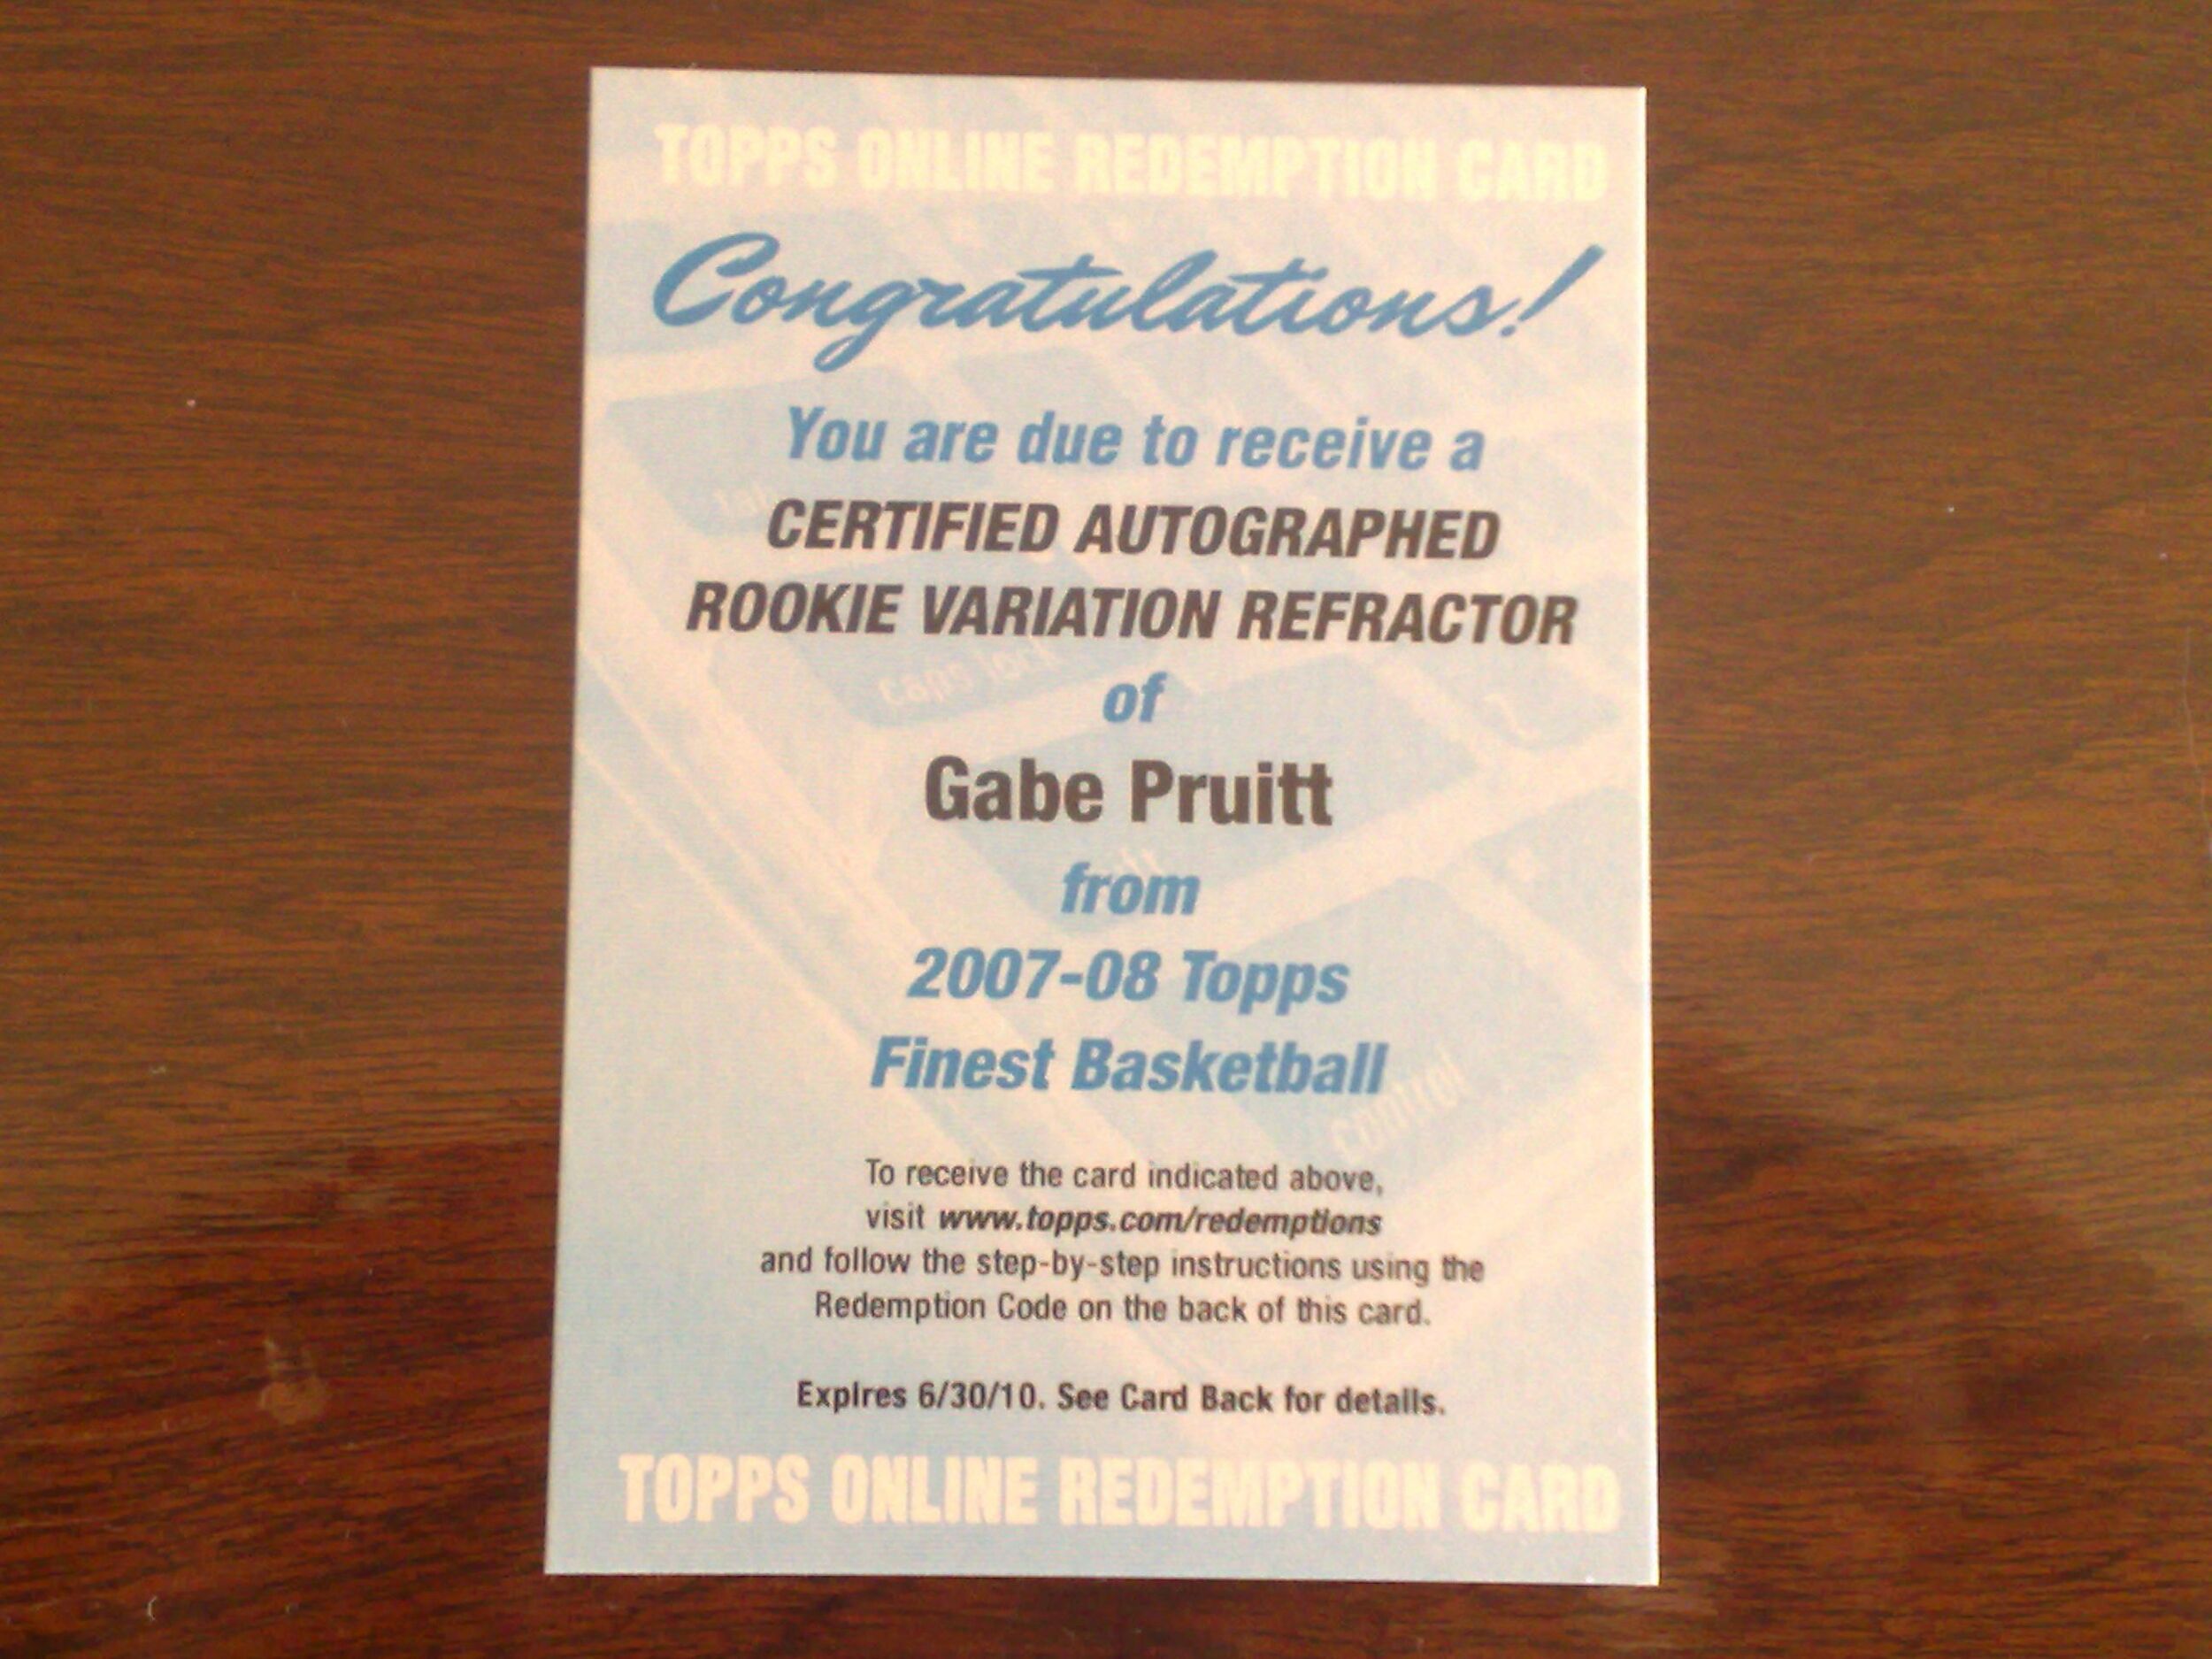 TOPPS ONLINE REDEMPTION CARD
Congratulations!
You are due to receive a
CERTIFIED AUTOGRAPHED
ROOKIE VARIATION REFRACTOR
of
Gabe Pruitt
from
2007-08 Topps
Finest Basketball
To receive the card indicated above,
visit www.topps.com/redemptions
and follow the step-by-step instructions using the
Redemption Code on the back of this card.
Expires 6/30/10. See Card Back for details.
TOPPS ONLINE REDEMPTION CARD
caps lock
control